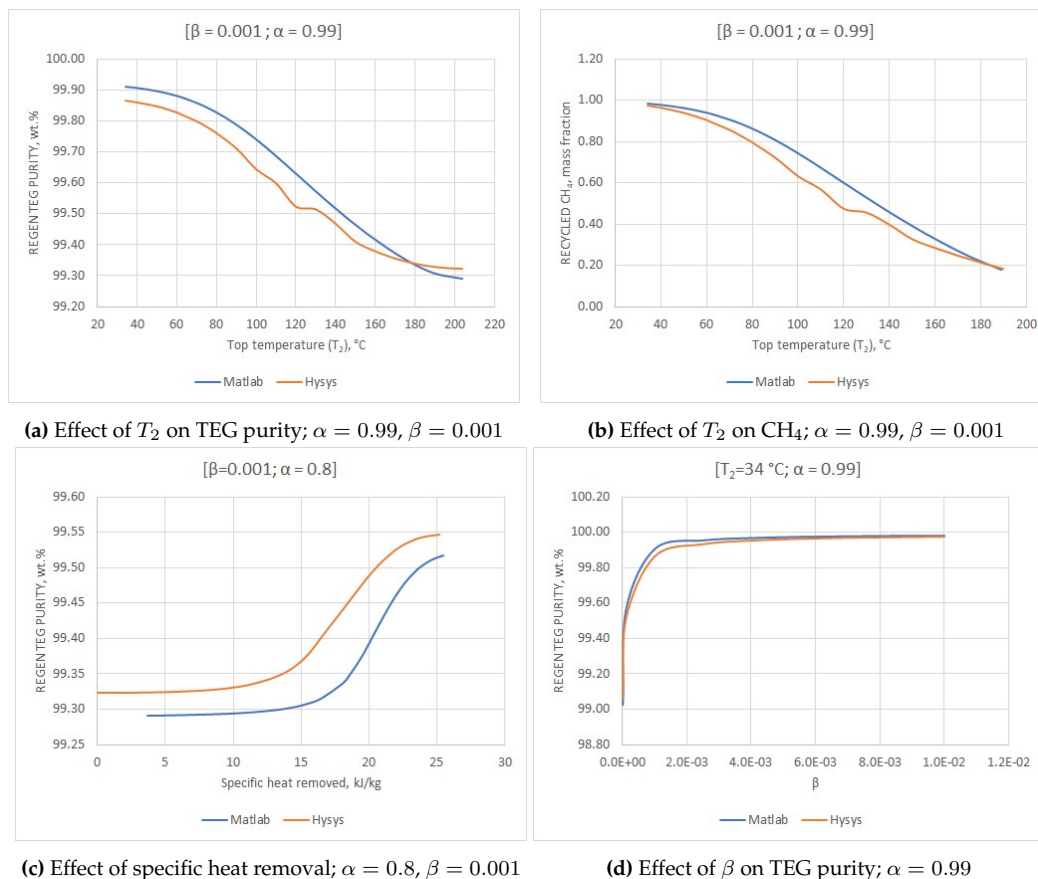 [β = 0.001 ; α = 0.99]
REGEN TEG PURITY, wt.%
100.00
99.90
99.80
99.70
99.60
99.50
99.40
99.30
99.20
20 40 60 80 100 120 140 160 180 200 220
Top temperature (T₂), °C
Matlab Hysys
(a) Effect of T₂ on TEG purity; α = 0.99, β = 0.001
[β = 0.001 ; α = 0.99]
RECYCLED CH₄, mass fraction
1.20
1.00
0.80
0.60
0.40
0.20
0.00
20 40 60 80 100 120 140 160 180 200
Top temperature (T₂), °C
Matlab Hysys
(b) Effect of T₂ on CH₄; α = 0.99, β = 0.001
[β=0.001; α = 0.8]
REGEN TEG PURITY, wt.%
99.60
99.55
99.50
99.45
99.40
99.35
99.30
99.25
0 5 10 15 20 25 30
Specific heat removed, kJ/kg
Matlab Hysys
(c) Effect of specific heat removal; α = 0.8, β = 0.001
[T₂=34 °C; α = 0.99]
REGEN TEG PURITY, wt.%
100.20
100.00
99.80
99.60
99.40
99.20
99.00
98.80
0.0E+00 2.0E-03 4.0E-03 6.0E-03 8.0E-03 1.0E-02 1.2E-02
β
Matlab Hysys
(d) Effect of β on TEG purity; α = 0.99